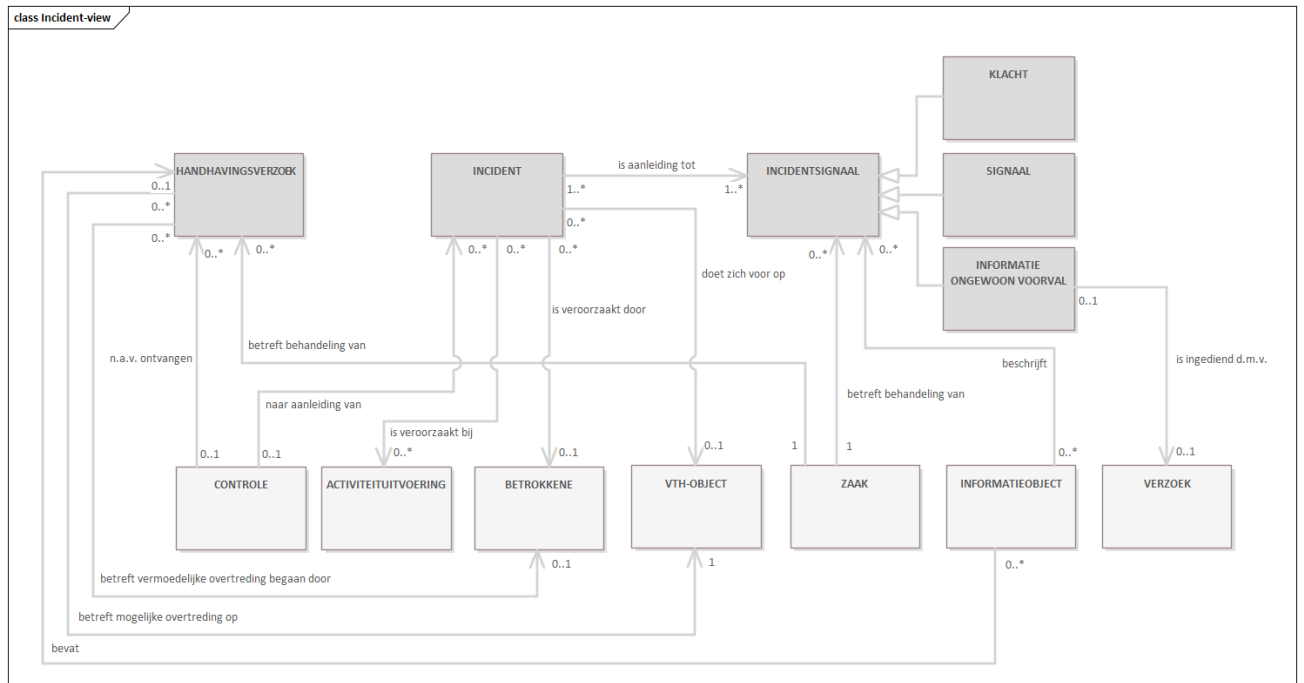 class Incident-view
KLACHT
HANDHAVINGSVERZOEK
INCIDENT
is aanleiding tot
INCIDENTSIGNAAL
SIGNAAL
0..1
1..*
1..*
0..*
0..*
0..*
0..*
0..*
0..*
0..*
0..*
0..*
0..*
0..*
INFORMATIE
ONGEWOON VOORVAL
doet zich voor op
0..1
is veroorzaakt door
betreft behandeling van
n.a.v. ontvangen
beschrijft
is ingediend d.m.v.
betreft behandeling van
naar aanleiding van
is veroorzaakt bij
0..1
0..1
0..*
0..1
0..1
1
1
0..*
0..1
CONTROLE
ACTIVITEITUITVOERING
BETROKKENE
VTH-OBJECT
ZAAK
INFORMATIEOBJECT
VERZOEK
0..1
1
0..*
betreft vermoedelijke overtreding begaan door
betreft mogelijke overtreding op
bevat